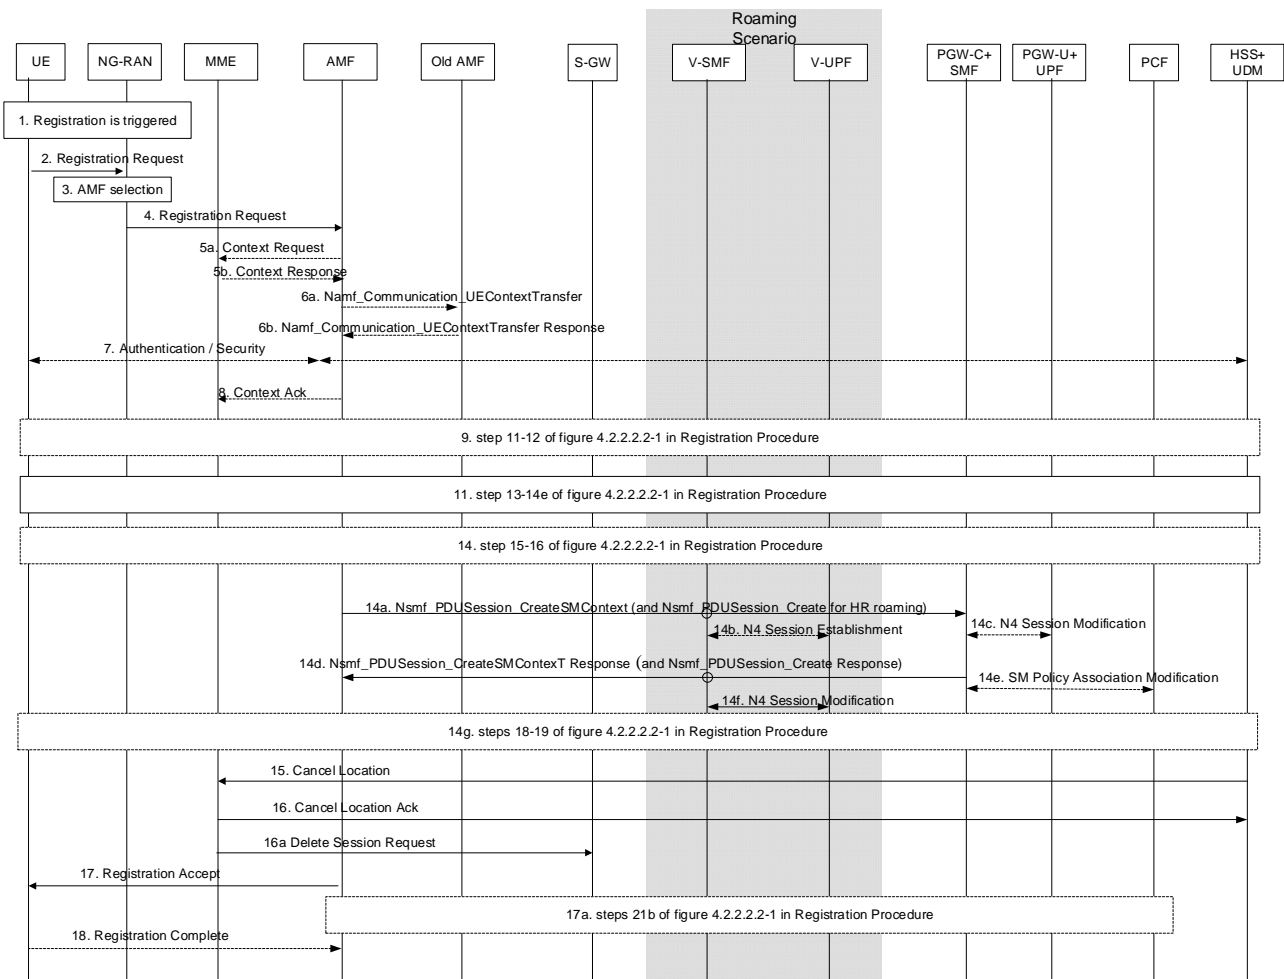 Roaming
Scenario
UE
NG-RAN
MME
AMF
Old AMF
S-GW
V-SMF
V-UPF
PGW-C+
SMF
PGW-U+
UPF
PCF
HSS+
UDM
1. Registration is triggered
2. Registration Request
3. AMF selection
4. Registration Request
5a. Context Request
5b. Context Response
6a. Namf_Communication_UEContextTransfer
6b. Namf_Communication_UEContextTransfer Response
7. Authentication / Security
8. Context Ack
9. step 11-12 of figure 4.2.2.2.2-1 in Registration Procedure
11. step 13-14e of figure 4.2.2.2.2-1 in Registration Procedure
14. step 15-16 of figure 4.2.2.2.2-1 in Registration Procedure
14a. Nsmf_PDUSession_CreateSMContext (and Nsmf_PDUSession_Create for HR roaming)
14b. N4 Session Establishment
14c. N4 Session Modification
14d. Nsmf_PDUSession_CreateSMContexT Response (and Nsmf_PDUSession_Create Response)
14e. SM Policy Association Modification
14f. N4 Session Modification
14g. steps 18-19 of figure 4.2.2.2.2-1 in Registration Procedure
15. Cancel Location
16. Cancel Location Ack
16a Delete Session Request
17. Registration Accept
17a. steps 21b of figure 4.2.2.2.2-1 in Registration Procedure
18. Registration Complete